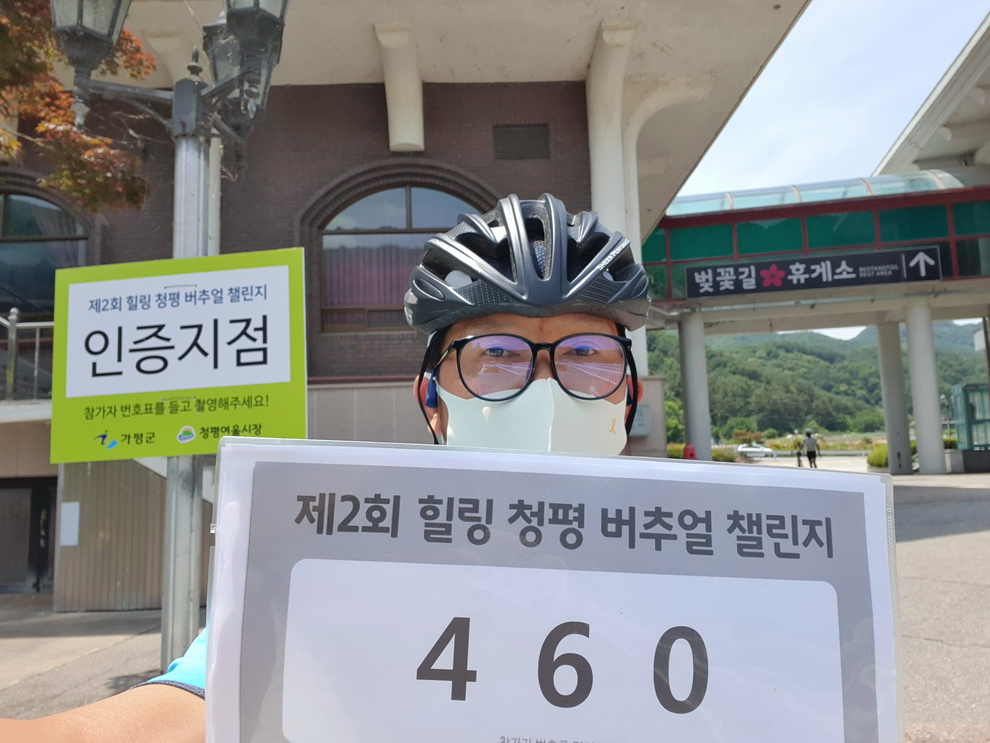 제2회 힐링 청평 버추얼 챌린지
인증지점
참가자 번호표를 들고 촬영해주세요!
가평군 청평여울시장
벚꽃길 휴게소
REST AREA
제2회 힐링 청평 버추얼 챌린지
4 6 0